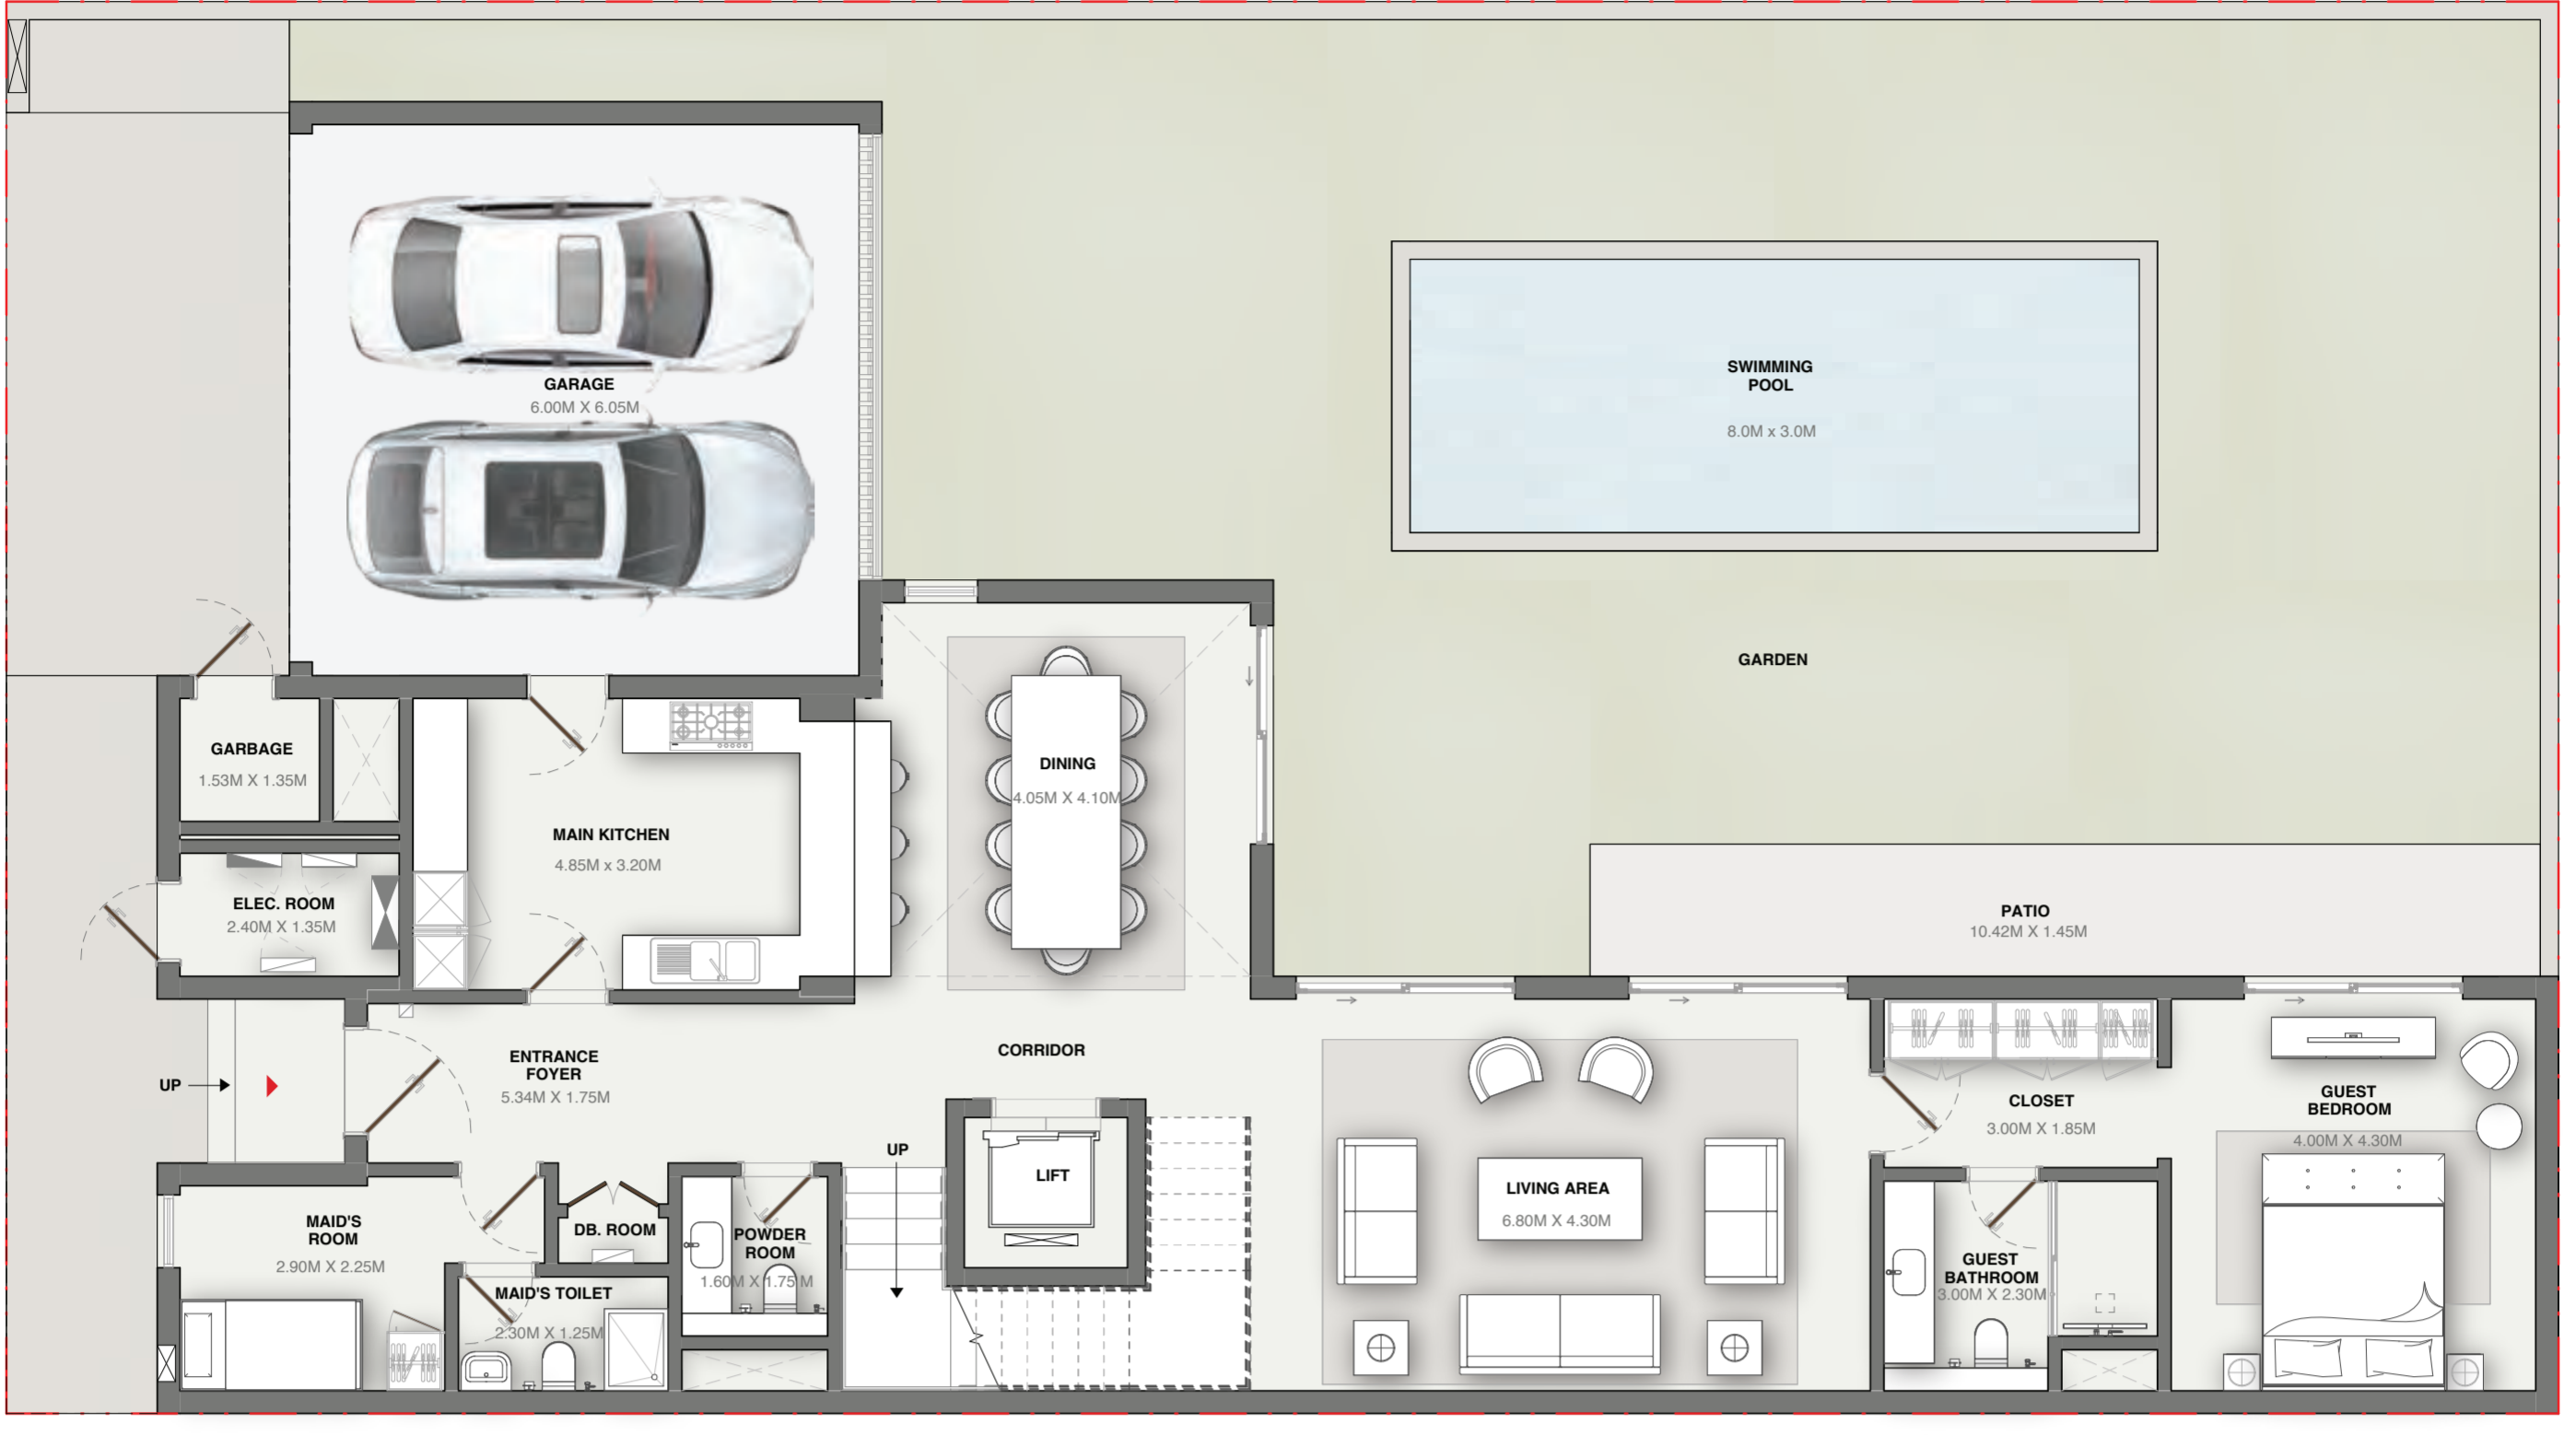 GARAGE
6.00M X 6.05M
SWIMMING
POOL
8.0M x 3.0M
GARDEN
GARBAGE
1.53M X 1.35M
DINING
4.05M X 4.10M
MAIN KITCHEN
4.85M x 3.20M
ELEC. ROOM
2.40M X 1.35M
PATIO
10.42M X 1.45M
CORRIDOR
ENTRANCE
FOYER
5.34M X 1.75M
UP
UP
LIFT
CLOSET
3.00M X 1.85M
GUEST
BEDROOM
4.00M X 4.30M
LIVING AREA
6.80M X 4.30M
MAID'S
ROOM
2.90M X 2.25M
DB. ROOM
POWDER
ROOM
1.60M X 1.75M
MAID'S TOILET
2.30M X 1.25M
GUEST
BATHROOM
3.00M X 2.30M